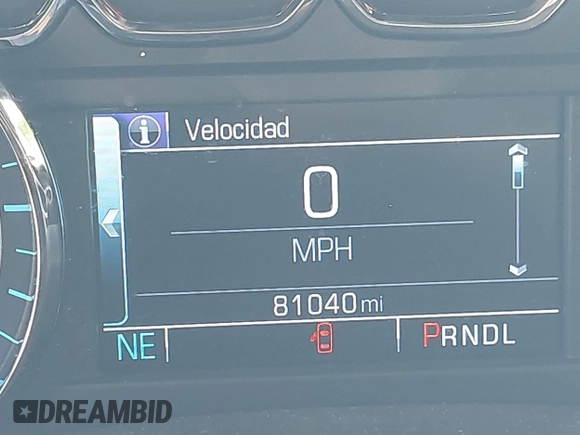 Velocidad
0
MPH
81040 mi
NE PRNDL
DREAMBID